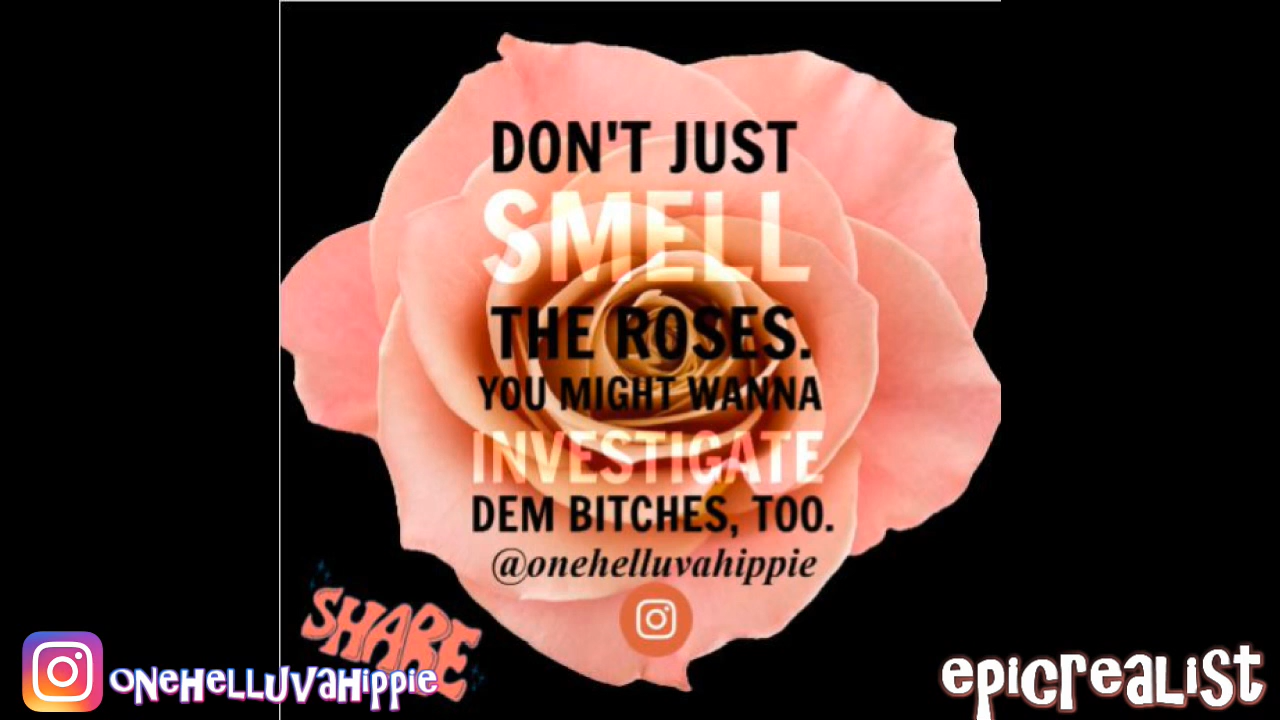 DON'T JUST
SMELL
THE ROSES.
YOU MIGHT WANNA
INVESTIGATE
DEM BITCHES, TOO.
@onehelluvahippie
SHARE
oNeHeLLUVaHippie
epicrealist